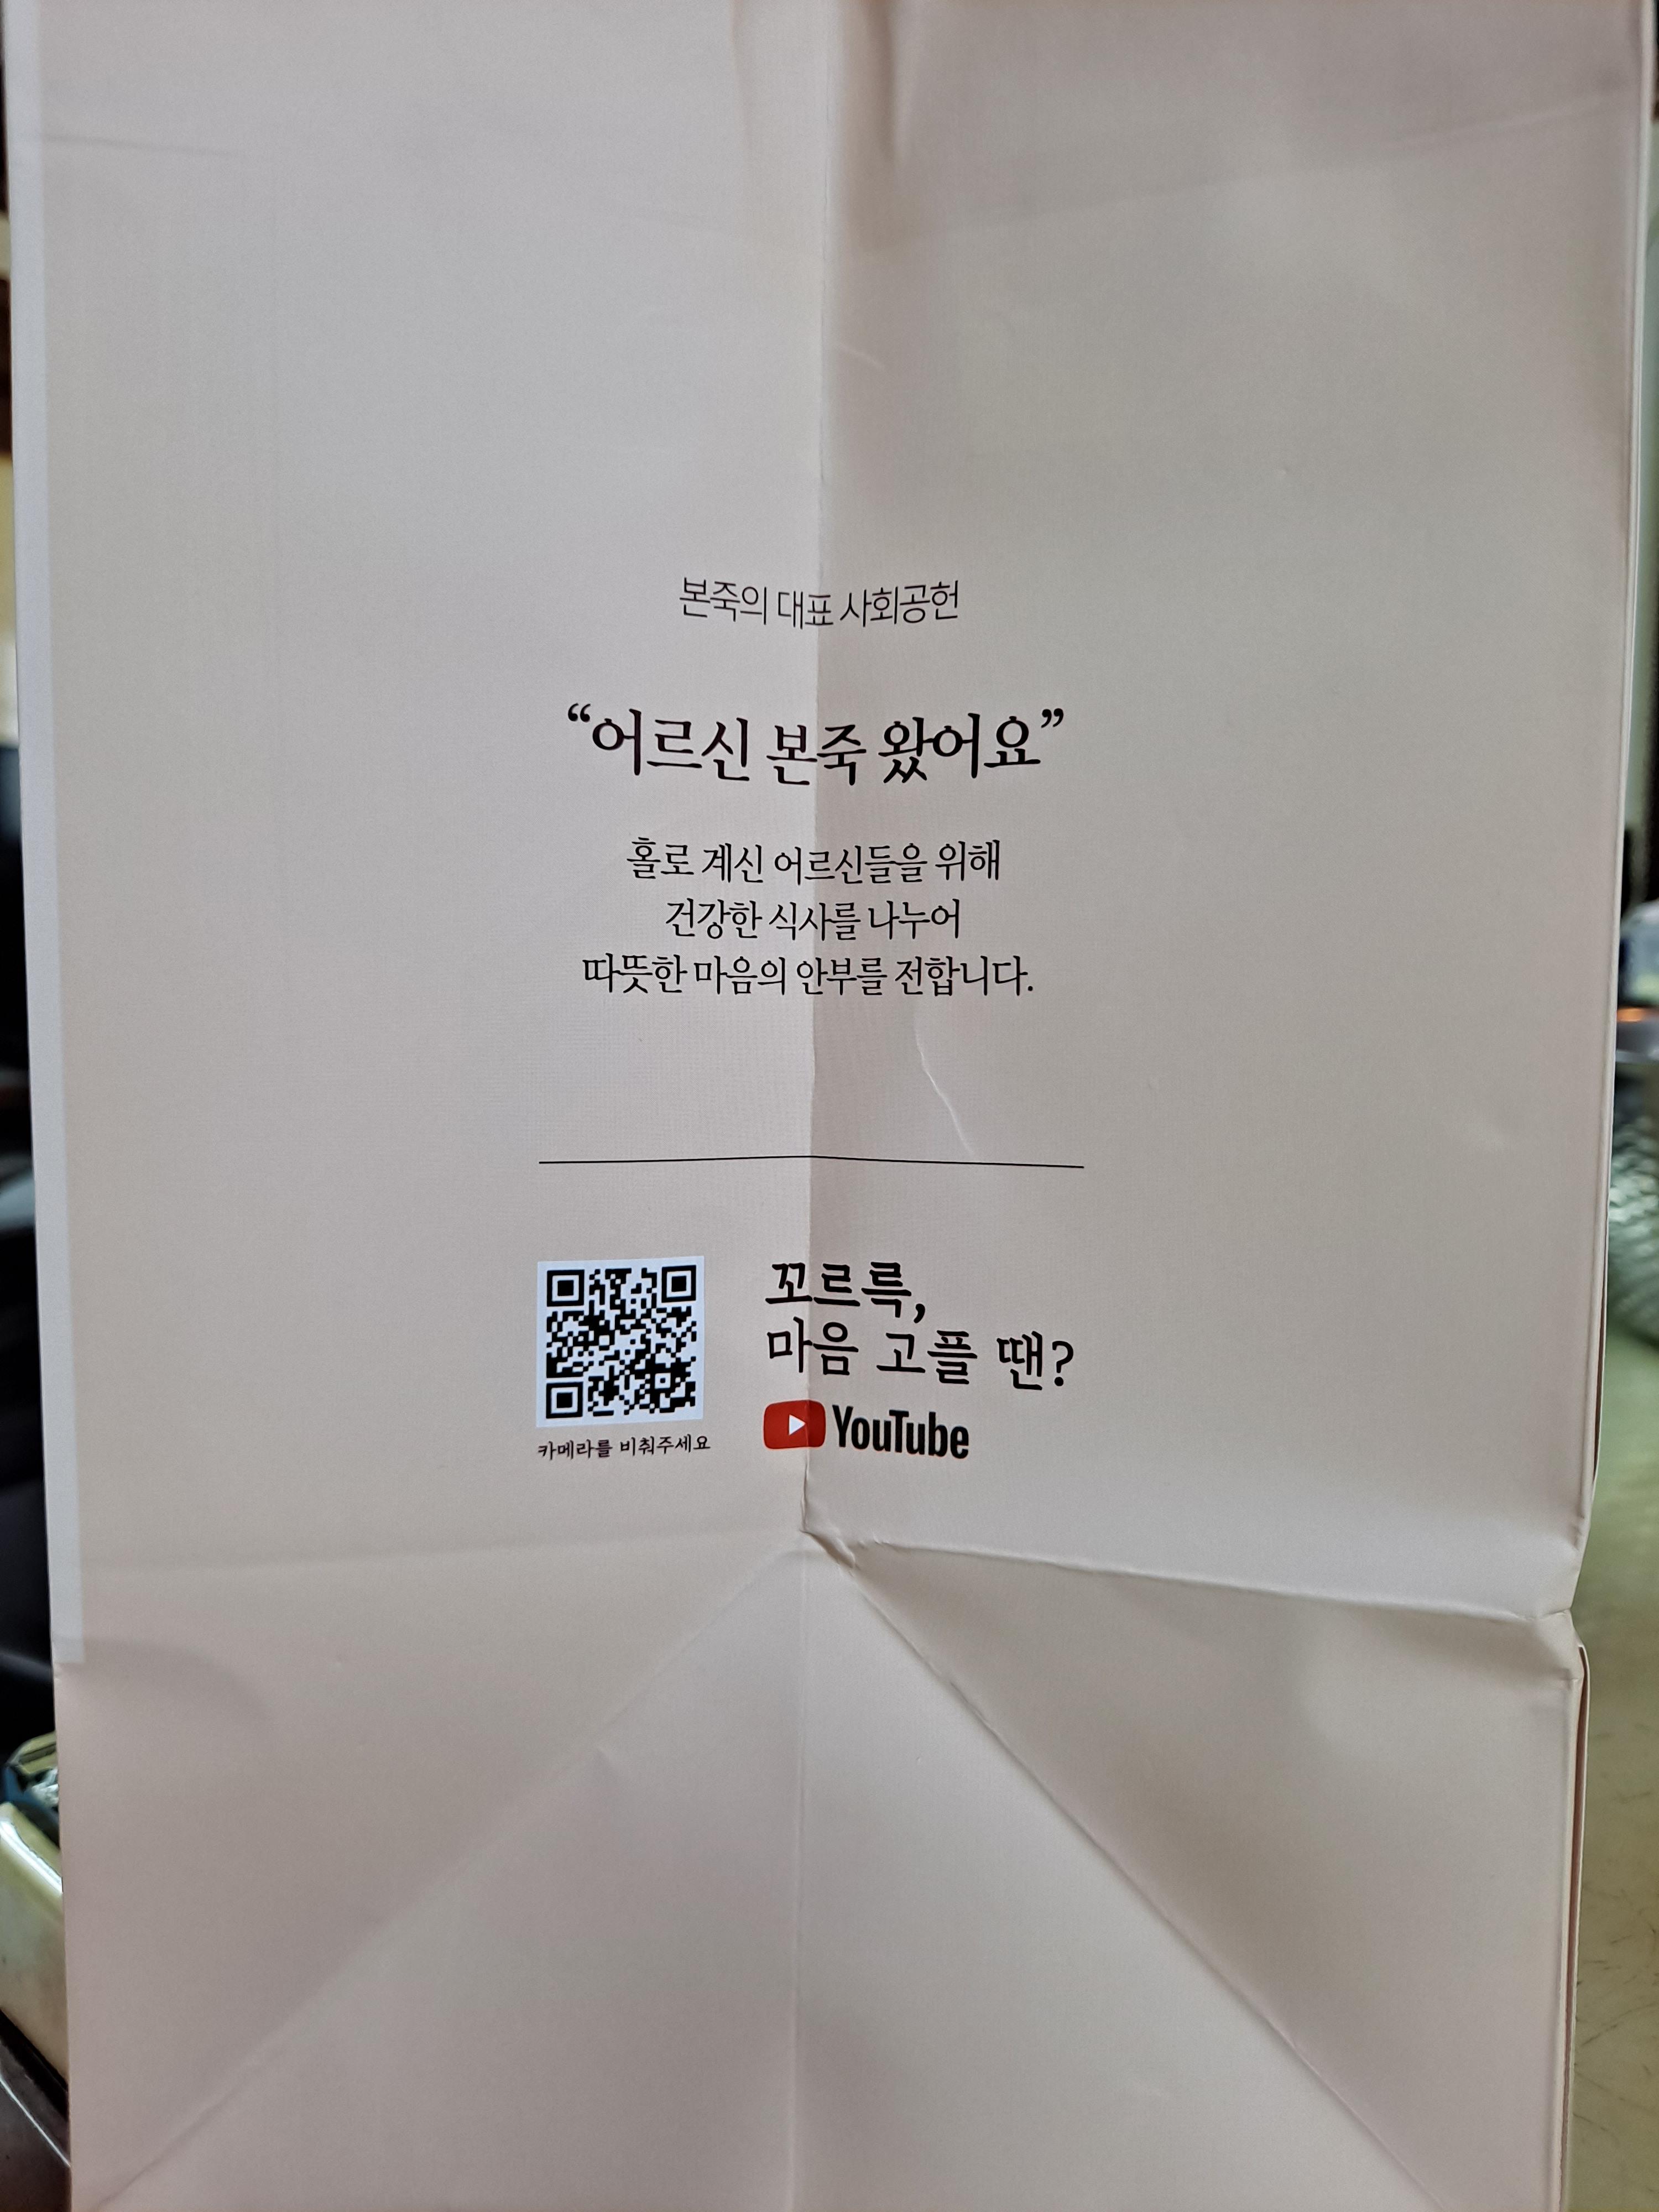 본죽의 대표 사회공헌
“어르신 본죽 왔어요”
홀로 계신 어르신들을 위해
건강한 식사를 나누어
따뜻한 마음의 안부를 전합니다.
꼬르륵,
마음 고플 땐?
YouTube
카메라를 비춰주세요